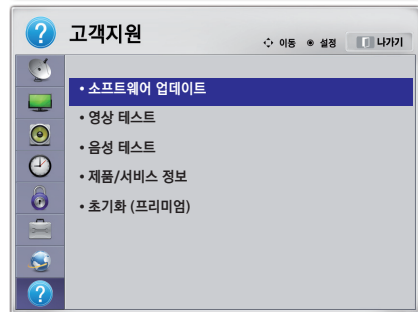 고객지원
이동 설정 나가기
• 소프트웨어 업데이트
• 영상 테스트
• 음성 테스트
• 제품/서비스 정보
• 초기화 (프리미엄)